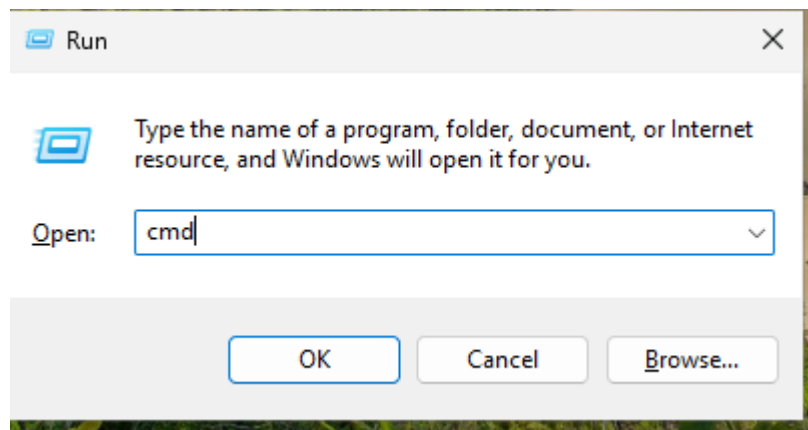 Run
Type the name of a program, folder, document, or Internet
resource, and Windows will open it for you.
Open: cmd
OK Cancel Browse...